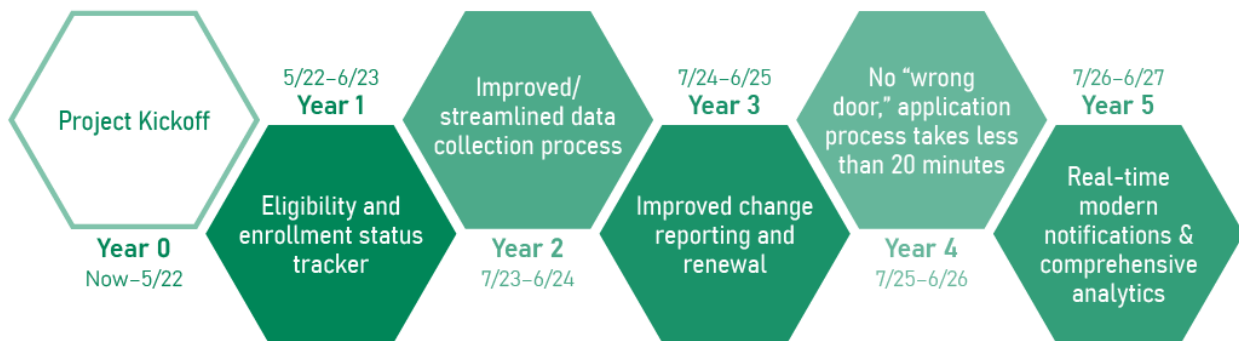 Project Kickoff
Year 0
Now–5/22
5/22–6/23
Year 1
Eligibility and
enrollment status
tracker
Improved/
streamlined data
collection process
Year 2
7/23–6/24
7/24–6/25
Year 3
Improved change
reporting and
renewal
No “wrong
door,” application
process takes less
than 20 minutes
Year 4
7/25–6/26
7/26–6/27
Year 5
Real-time
modern
notifications &
comprehensive
analytics